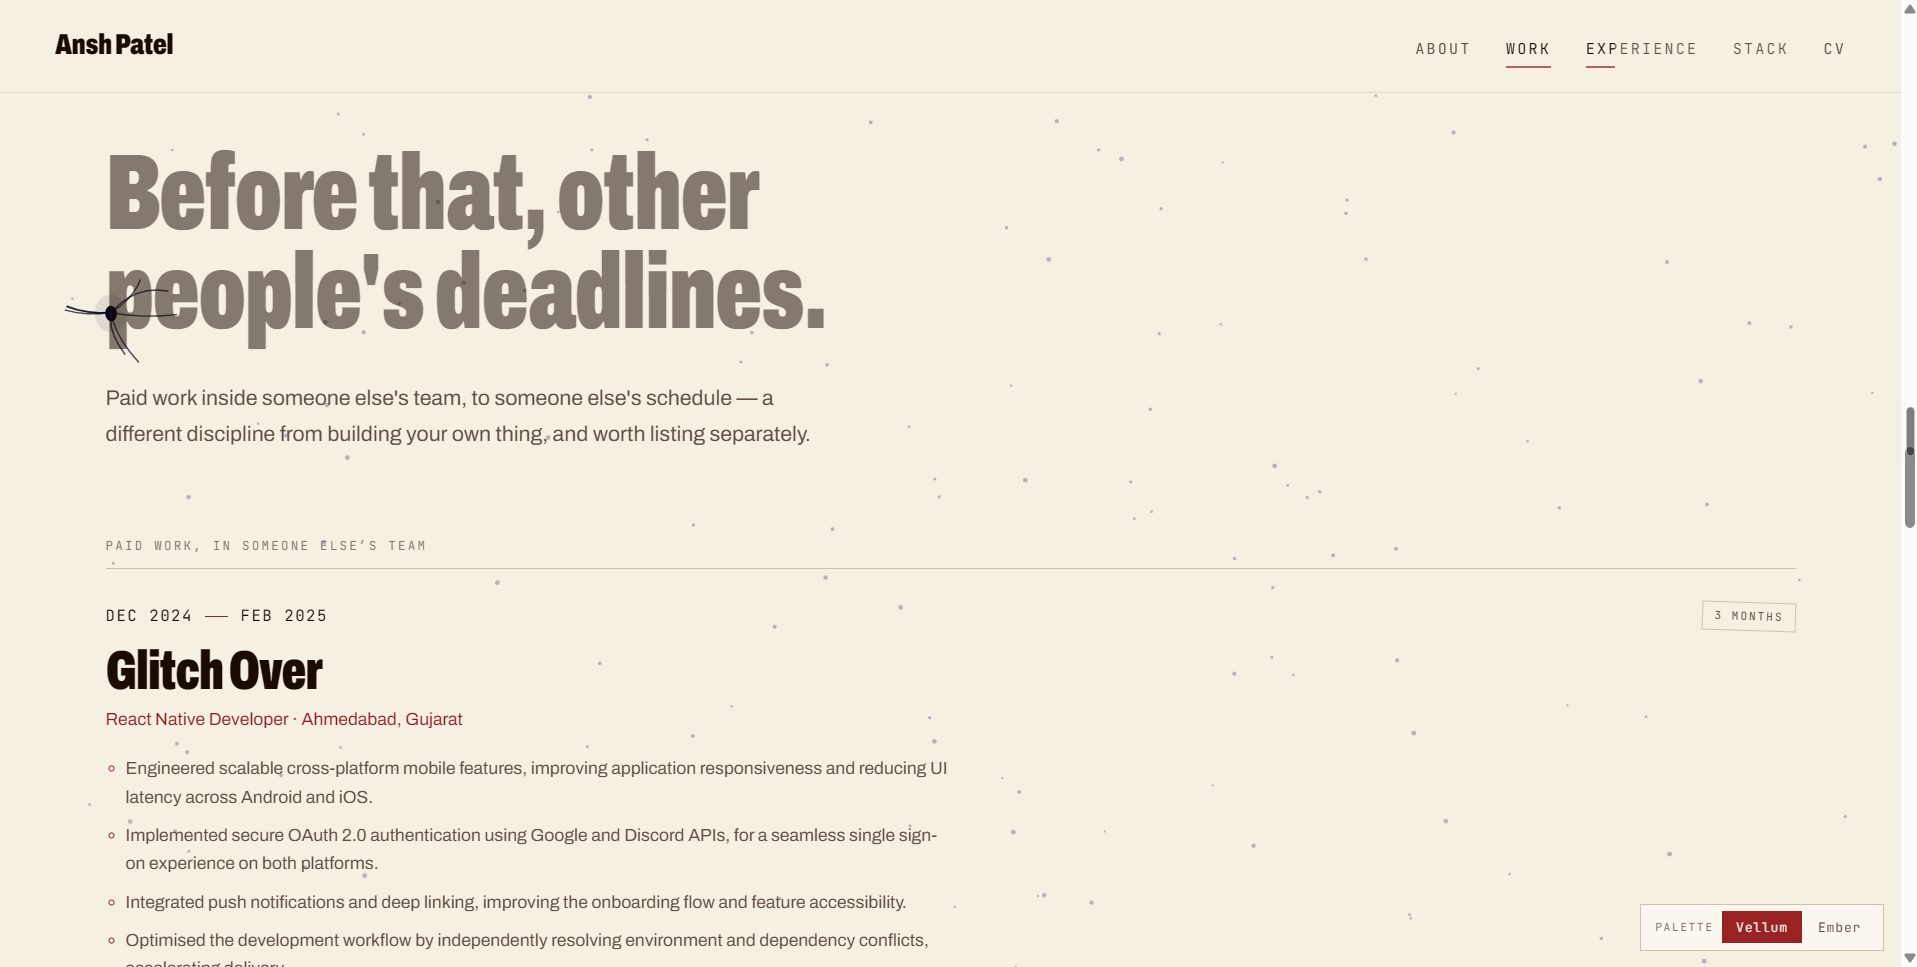 Ansh Patel
ABOUT WORK EXPERIENCE STACK CV
Before that, other
people's deadlines.
Paid work inside someone else's team, to someone else's schedule — a
different discipline from building your own thing, and worth listing separately.
PAID WORK, IN SOMEONE ELSE’S TEAM
DEC 2024 — FEB 2025
3 MONTHS
Glitch Over
React Native Developer · Ahmedabad, Gujarat
Engineered scalable cross-platform mobile features, improving application responsiveness and reducing UI
latency across Android and iOS.
Implemented secure OAuth 2.0 authentication using Google and Discord APIs, for a seamless single sign-
on experience on both platforms.
Integrated push notifications and deep linking, improving the onboarding flow and feature accessibility.
Optimised the development workflow by independently resolving environment and dependency conflicts,
accelerating delivery.
PALETTE Vellum Ember